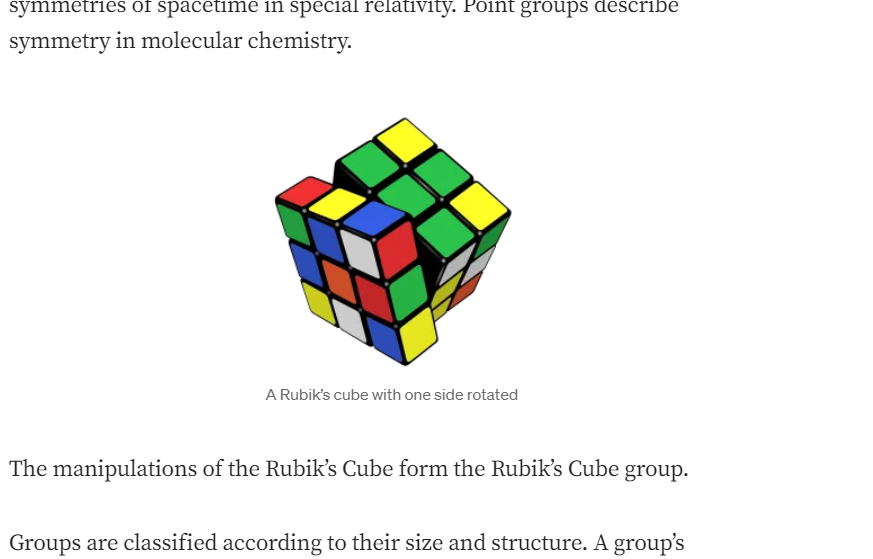 symmetries of spacetime in special relativity. Point groups describe
symmetry in molecular chemistry.
A Rubik's cube with one side rotated
The manipulations of the Rubik's Cube form the Rubik's Cube group.
Groups are classified according to their size and structure. A group's